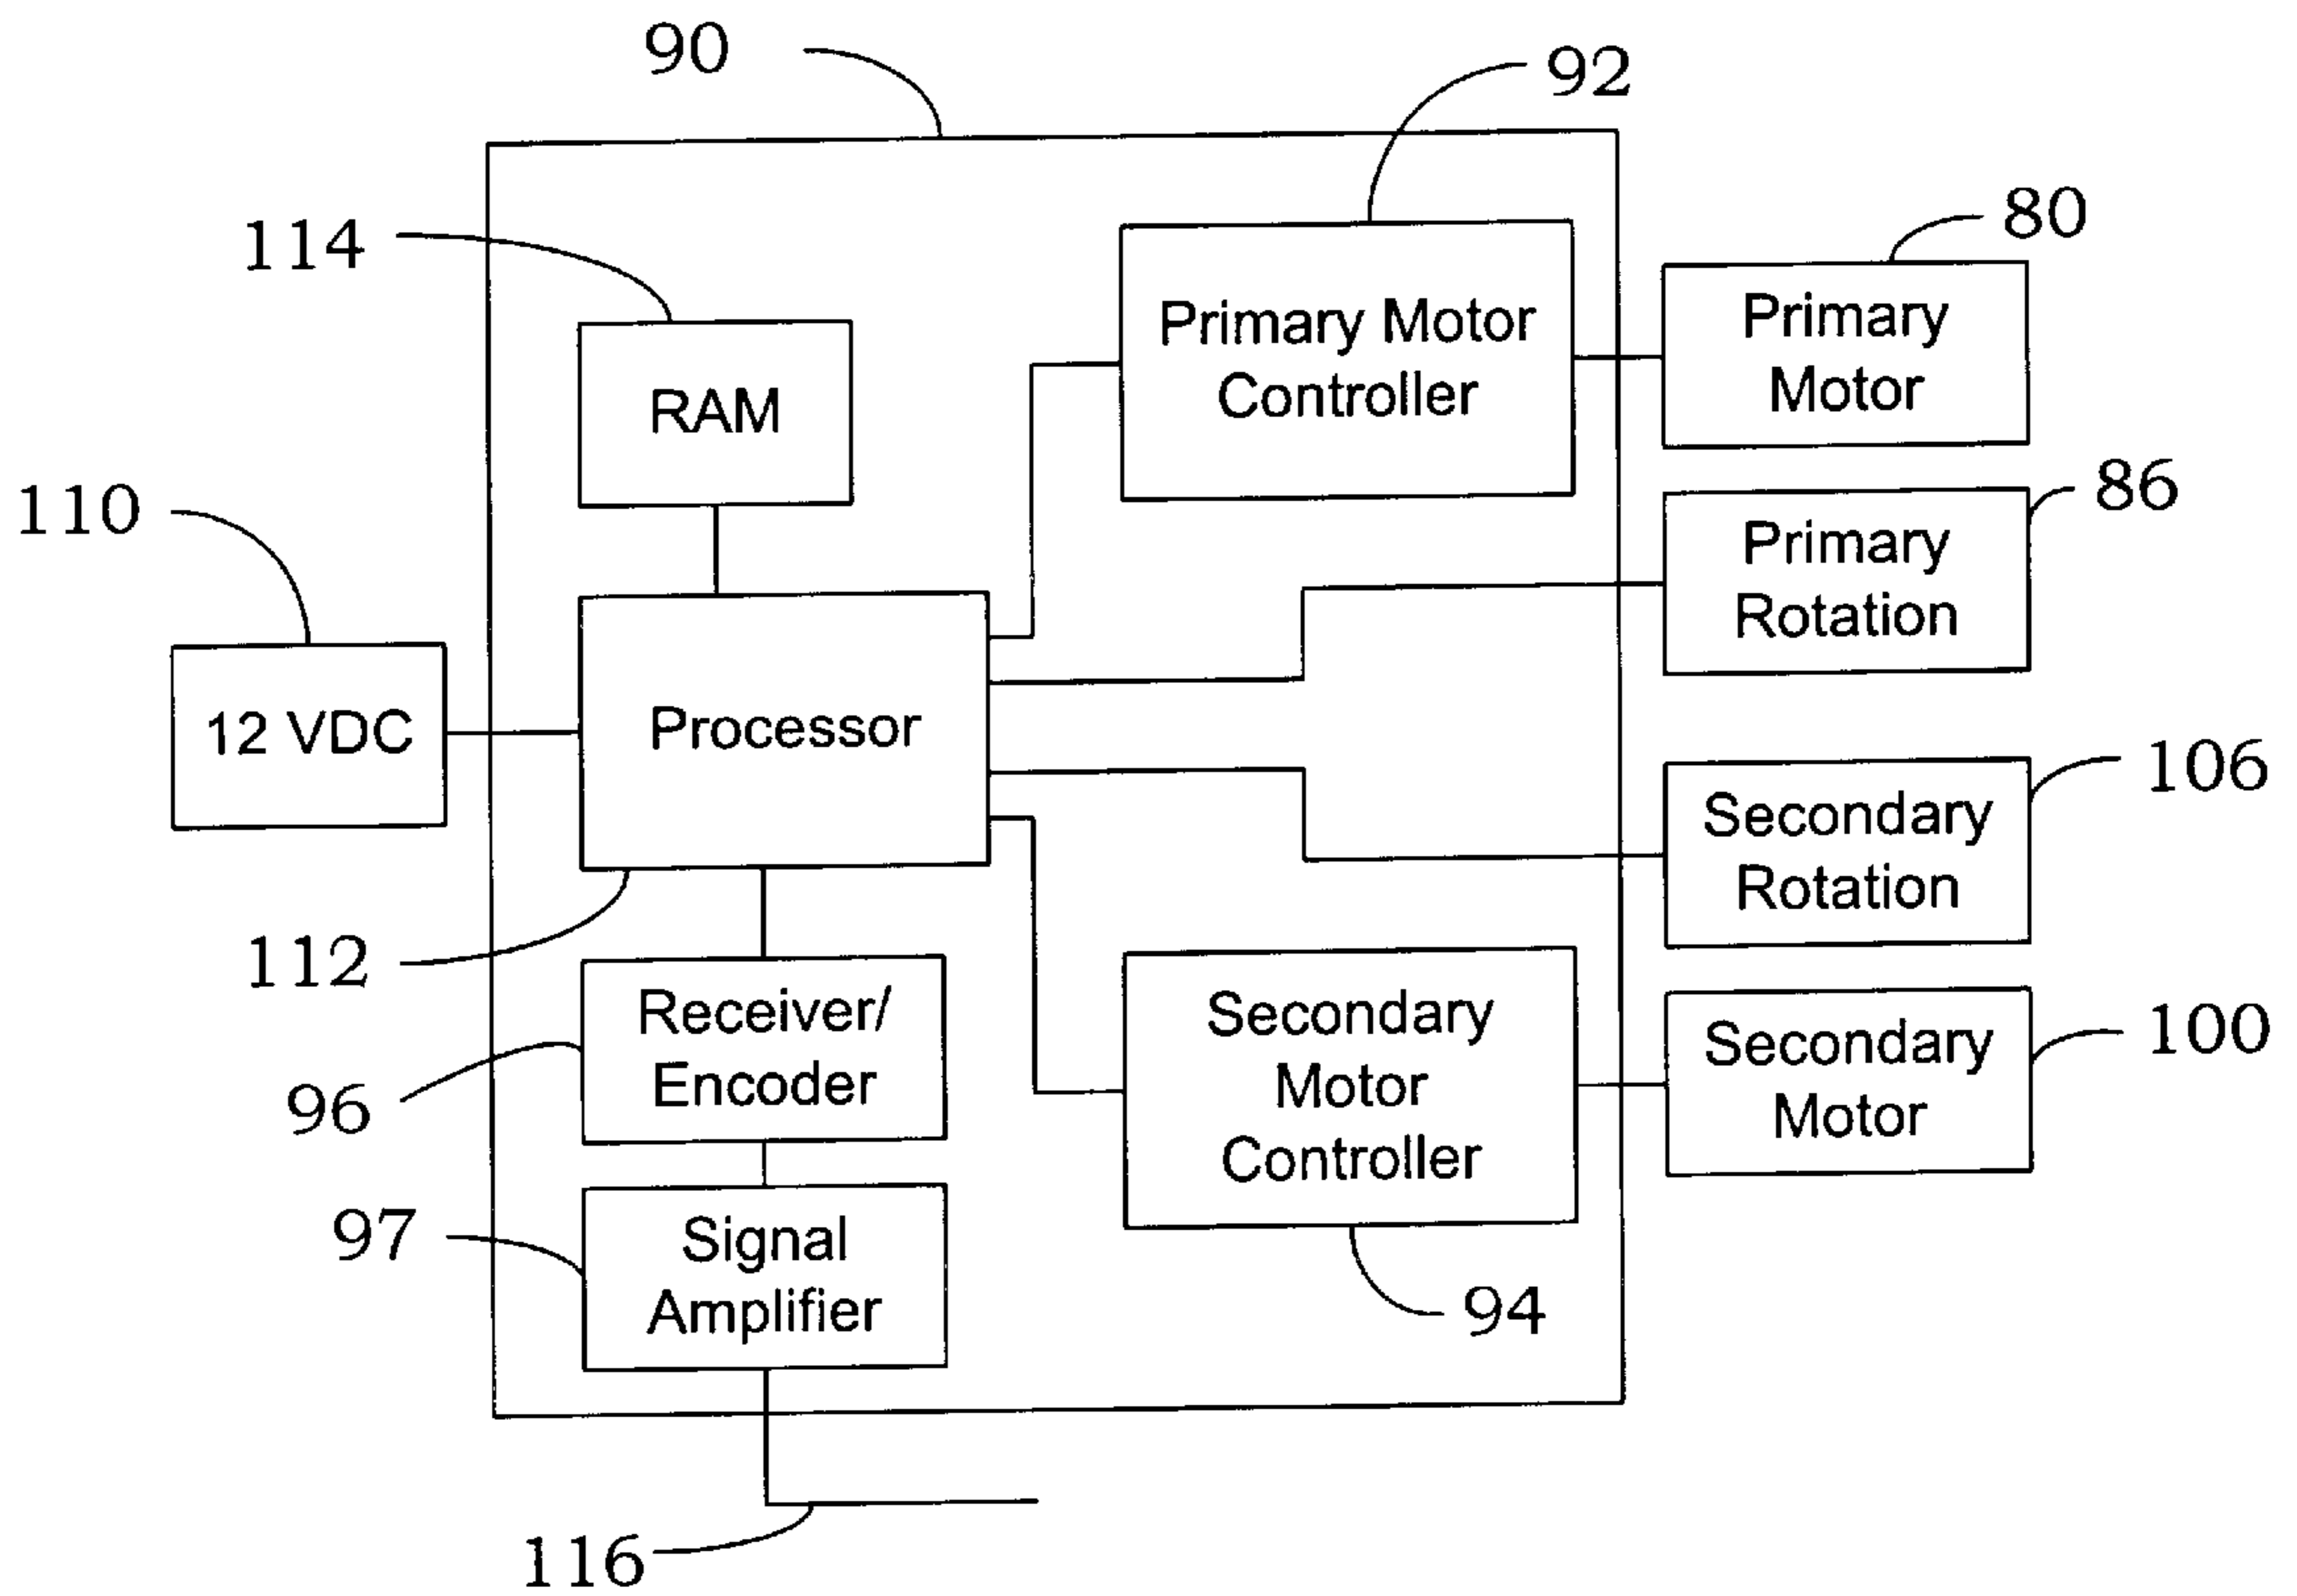 90
92
80
114
Primary Motor
Controller
Primary
Motor
RAM
110
86
Primary
Rotation
12 VDC
Processor
106
Secondary
Rotation
112
Receiver/
Encoder
96
Secondary
Motor
Controller
Secondary
Motor
100
97
Signal
Amplifier
94
116